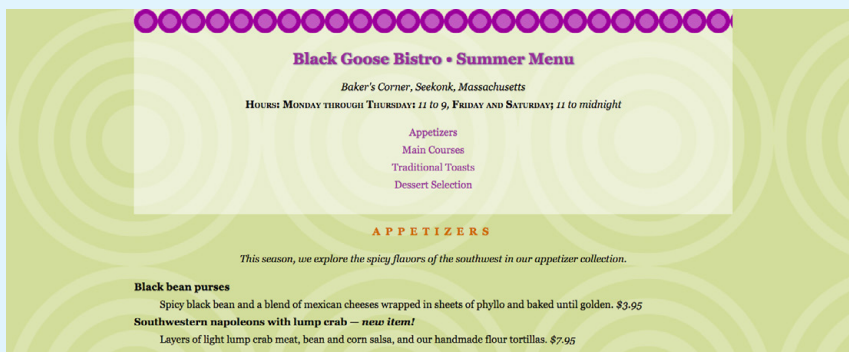 Black Goose Bistro • Summer Menu
Baker's Corner, Seekonk, Massachusetts
Hours: Monday through Thursday: 11 to 9, Friday and Saturday; 11 to midnight
Appetizers
Main Courses
Traditional Toasts
Dessert Selection
APPETIZERS
This season, we explore the spicy flavors of the southwest in our appetizer collection.
Black bean purses
Spicy black bean and a blend of mexican cheeses wrapped in sheets of phyllo and baked until golden. $3.95
Southwestern napoleons with lump crab — new item!
Layers of light lump crab meat, bean and corn salsa, and our handmade flour tortillas. $7.95